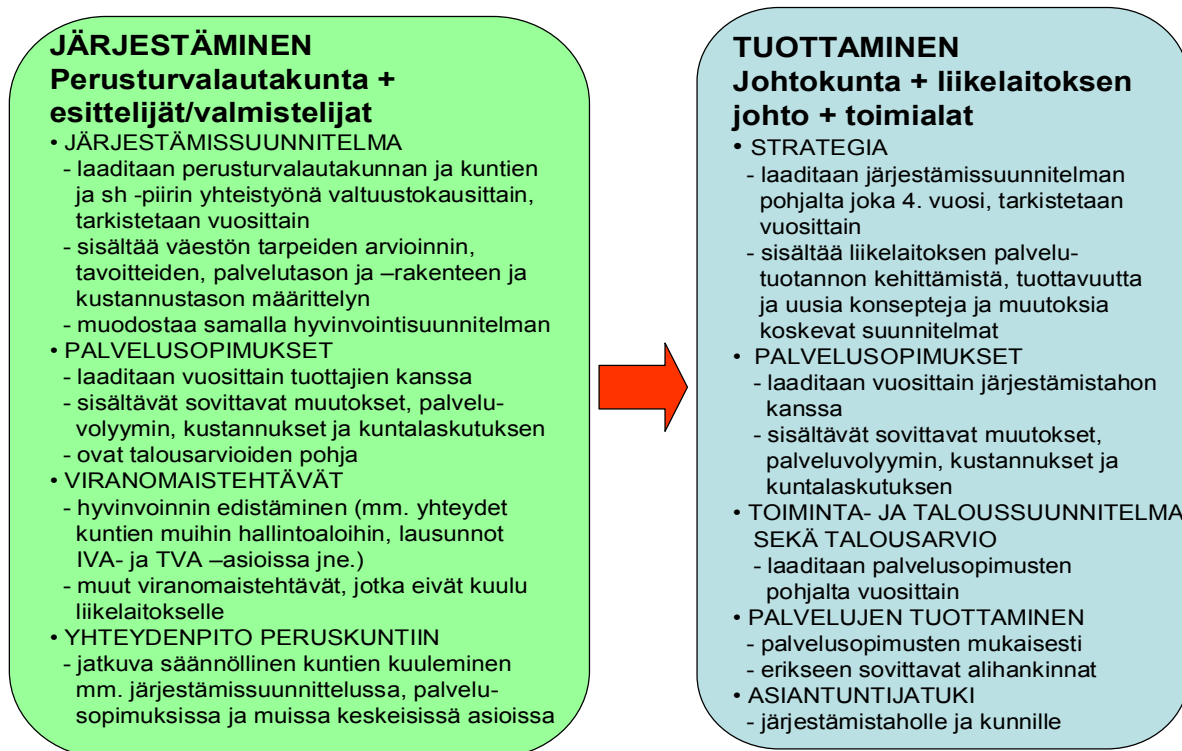 JÄRJESTÄMINEN
Perusturvalautakunta +
esittelijät/valmistelijat
• JÄRJESTÄMISSUUNNITELMA
- laaditaan perusturvalautakunnan ja kuntien
ja sh -piirin yhteistyönä valtuustokausittain,
tarkistetaan vuosittain
- sisältää väestön tarpeiden arvioinnin,
tavoitteiden, palvelutason ja –rakenteen ja
kustannustason määrittelyn
- muodostaa samalla hyvinvointisuunnitelman
• PALVELUSOPIMUKSET
- laaditaan vuosittain tuottajien kanssa
- sisältävät sovittavat muutokset, palvelu-
volyymin, kustannukset ja kuntalaskutuksen
- ovat talousarvioiden pohja
• VIRANOMAISTEHTÄVÄT
- hyvinvoinnin edistäminen (mm. yhteydet
kuntien muihin hallintoaloihin, lausunnot
IVA- ja TVA –asioissa jne.)
- muut viranomaistehtävät, jotka eivät kuulu
liikelaitokselle
• YHTEYDENPITO PERUSKUNTIIN
- jatkuva säännöllinen kuntien kuuleminen
mm. järjestämissuunnittelussa, palvelu-
sopimuksissa ja muissa keskeisissä asioissa
TUOTTAMINEN
Johtokunta + liikelaitoksen
johto + toimialat
• STRATEGIA
- laaditaan järjestämissuunnitelman
pohjalta joka 4. vuosi, tarkistetaan
vuosittain
- sisältää liikelaitoksen palvelu-
tuotannon kehittämistä, tuottavuutta
ja uusia konsepteja ja muutoksia
koskevat suunnitelmat
• PALVELUSOPIMUKSET
- laaditaan vuosittain järjestämistahon
kanssa
- sisältävät sovittavat muutokset,
palveluvolyymin, kustannukset ja
kuntalaskutuksen
• TOIMINTA- JA TALOUSSUUNNITELMA
SEKÄ TALOUSARVIO
- laaditaan palvelusopimusten
pohjalta vuosittain
• PALVELUJEN TUOTTAMINEN
- palvelusopimusten mukaisesti
- erikseen sovittavat alihankinnat
• ASIANTUNTIJATUKI
- järjestämistaholle ja kunnille